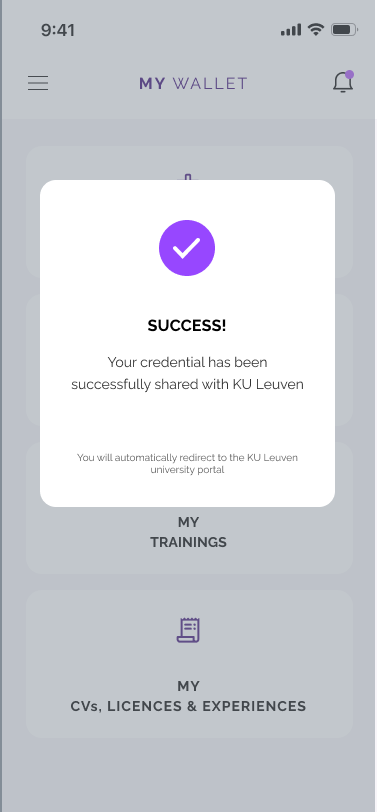 9:41
MY WALLET
SUCCESS!
Your credential has been
successfully shared with KU Leuven
You will automatically redirect to the KU Leuven
university portal
MY
TRAININGS
MY
CVs, LICENCES & EXPERIENCES